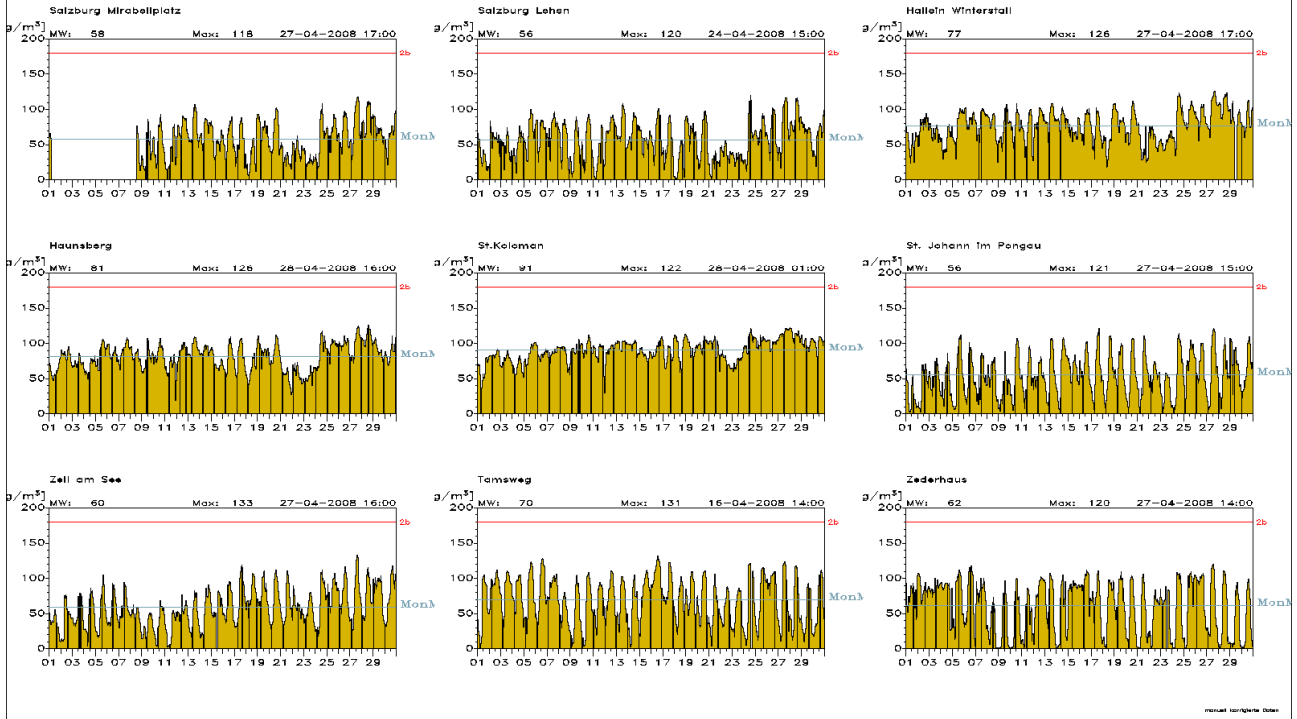 Salzburg Mirabellplatz
g/m³]
MW: 58 Max: 118 27-04-2008 17:00
200
150
100
50
0
2b
MonM
01 03 05 07 09 11 13 15 17 19 21 23 25 27 29
Salzburg Lehen
g/m³]
MW: 56 Max: 120 24-04-2008 15:00
200
150
100
50
0
2b
MonM
01 03 05 07 09 11 13 15 17 19 21 23 25 27 29
Hallein Winterstall
g/m³]
MW: 77 Max: 126 27-04-2008 17:00
200
150
100
50
0
2b
MonM
01 03 05 07 09 11 13 15 17 19 21 23 25 27 29
Haunsberg
g/m³]
MW: 81 Max: 126 28-04-2008 16:00
200
150
100
50
0
2b
MonM
01 03 05 07 09 11 13 15 17 19 21 23 25 27 29
St.Koloman
g/m³]
MW: 91 Max: 122 28-04-2008 01:00
200
150
100
50
0
2b
MonM
01 03 05 07 09 11 13 15 17 19 21 23 25 27 29
St. Johann im Pongau
g/m³]
MW: 56 Max: 121 27-04-2008 15:00
200
150
100
50
0
2b
MonM
01 03 05 07 09 11 13 15 17 19 21 23 25 27 29
Zell am See
g/m³]
MW: 60 Max: 133 27-04-2008 16:00
200
150
100
50
0
2b
MonM
01 03 05 07 09 11 13 15 17 19 21 23 25 27 29
Tamsweg
g/m³]
MW: 70 Max: 131 16-04-2008 14:00
200
150
100
50
0
2b
MonM
01 03 05 07 09 11 13 15 17 19 21 23 25 27 29
Zederhaus
g/m³]
MW: 62 Max: 120 27-04-2008 14:00
200
150
100
50
0
2b
MonM
01 03 05 07 09 11 13 15 17 19 21 23 25 27 29
manuell korrigierte Daten